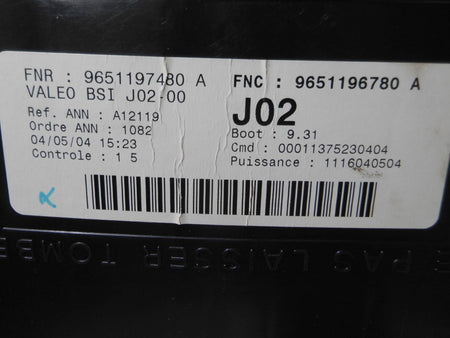 FNR : 9651197480 A
FNC : 9651196780 A
VALEO BSI J02-00
J02
Ref. ANN : A12119
Ordre ANN : 1082
Boot : 9.31
04/05/04 15:23
Cmd : 00011375230404
Controle : 1 5
Puissance : 1116040504
PAS LAISSER TOMBE